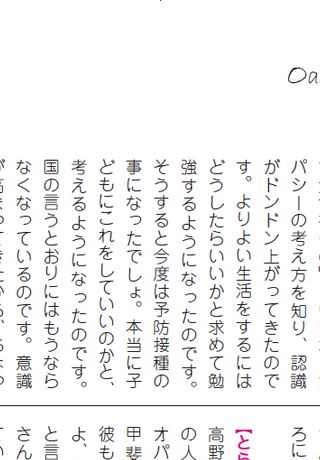 Oa
パシーの考え方を知り、認識
がドンドン上がってきたので
す。よりよい生活をするには
どうしたらいいかと求めて勉
強するようになったのです。
そうすると今度は予防接種の
事になったでしょ。本当に子
どもにこれをしていいのかと、
考えるようになったのです。
国の言うとおりにはもうなら
なくなっているのです。意識
ろに
【とら
高野
の人
オパ
甲斐
彼も
よ、
と言
さん